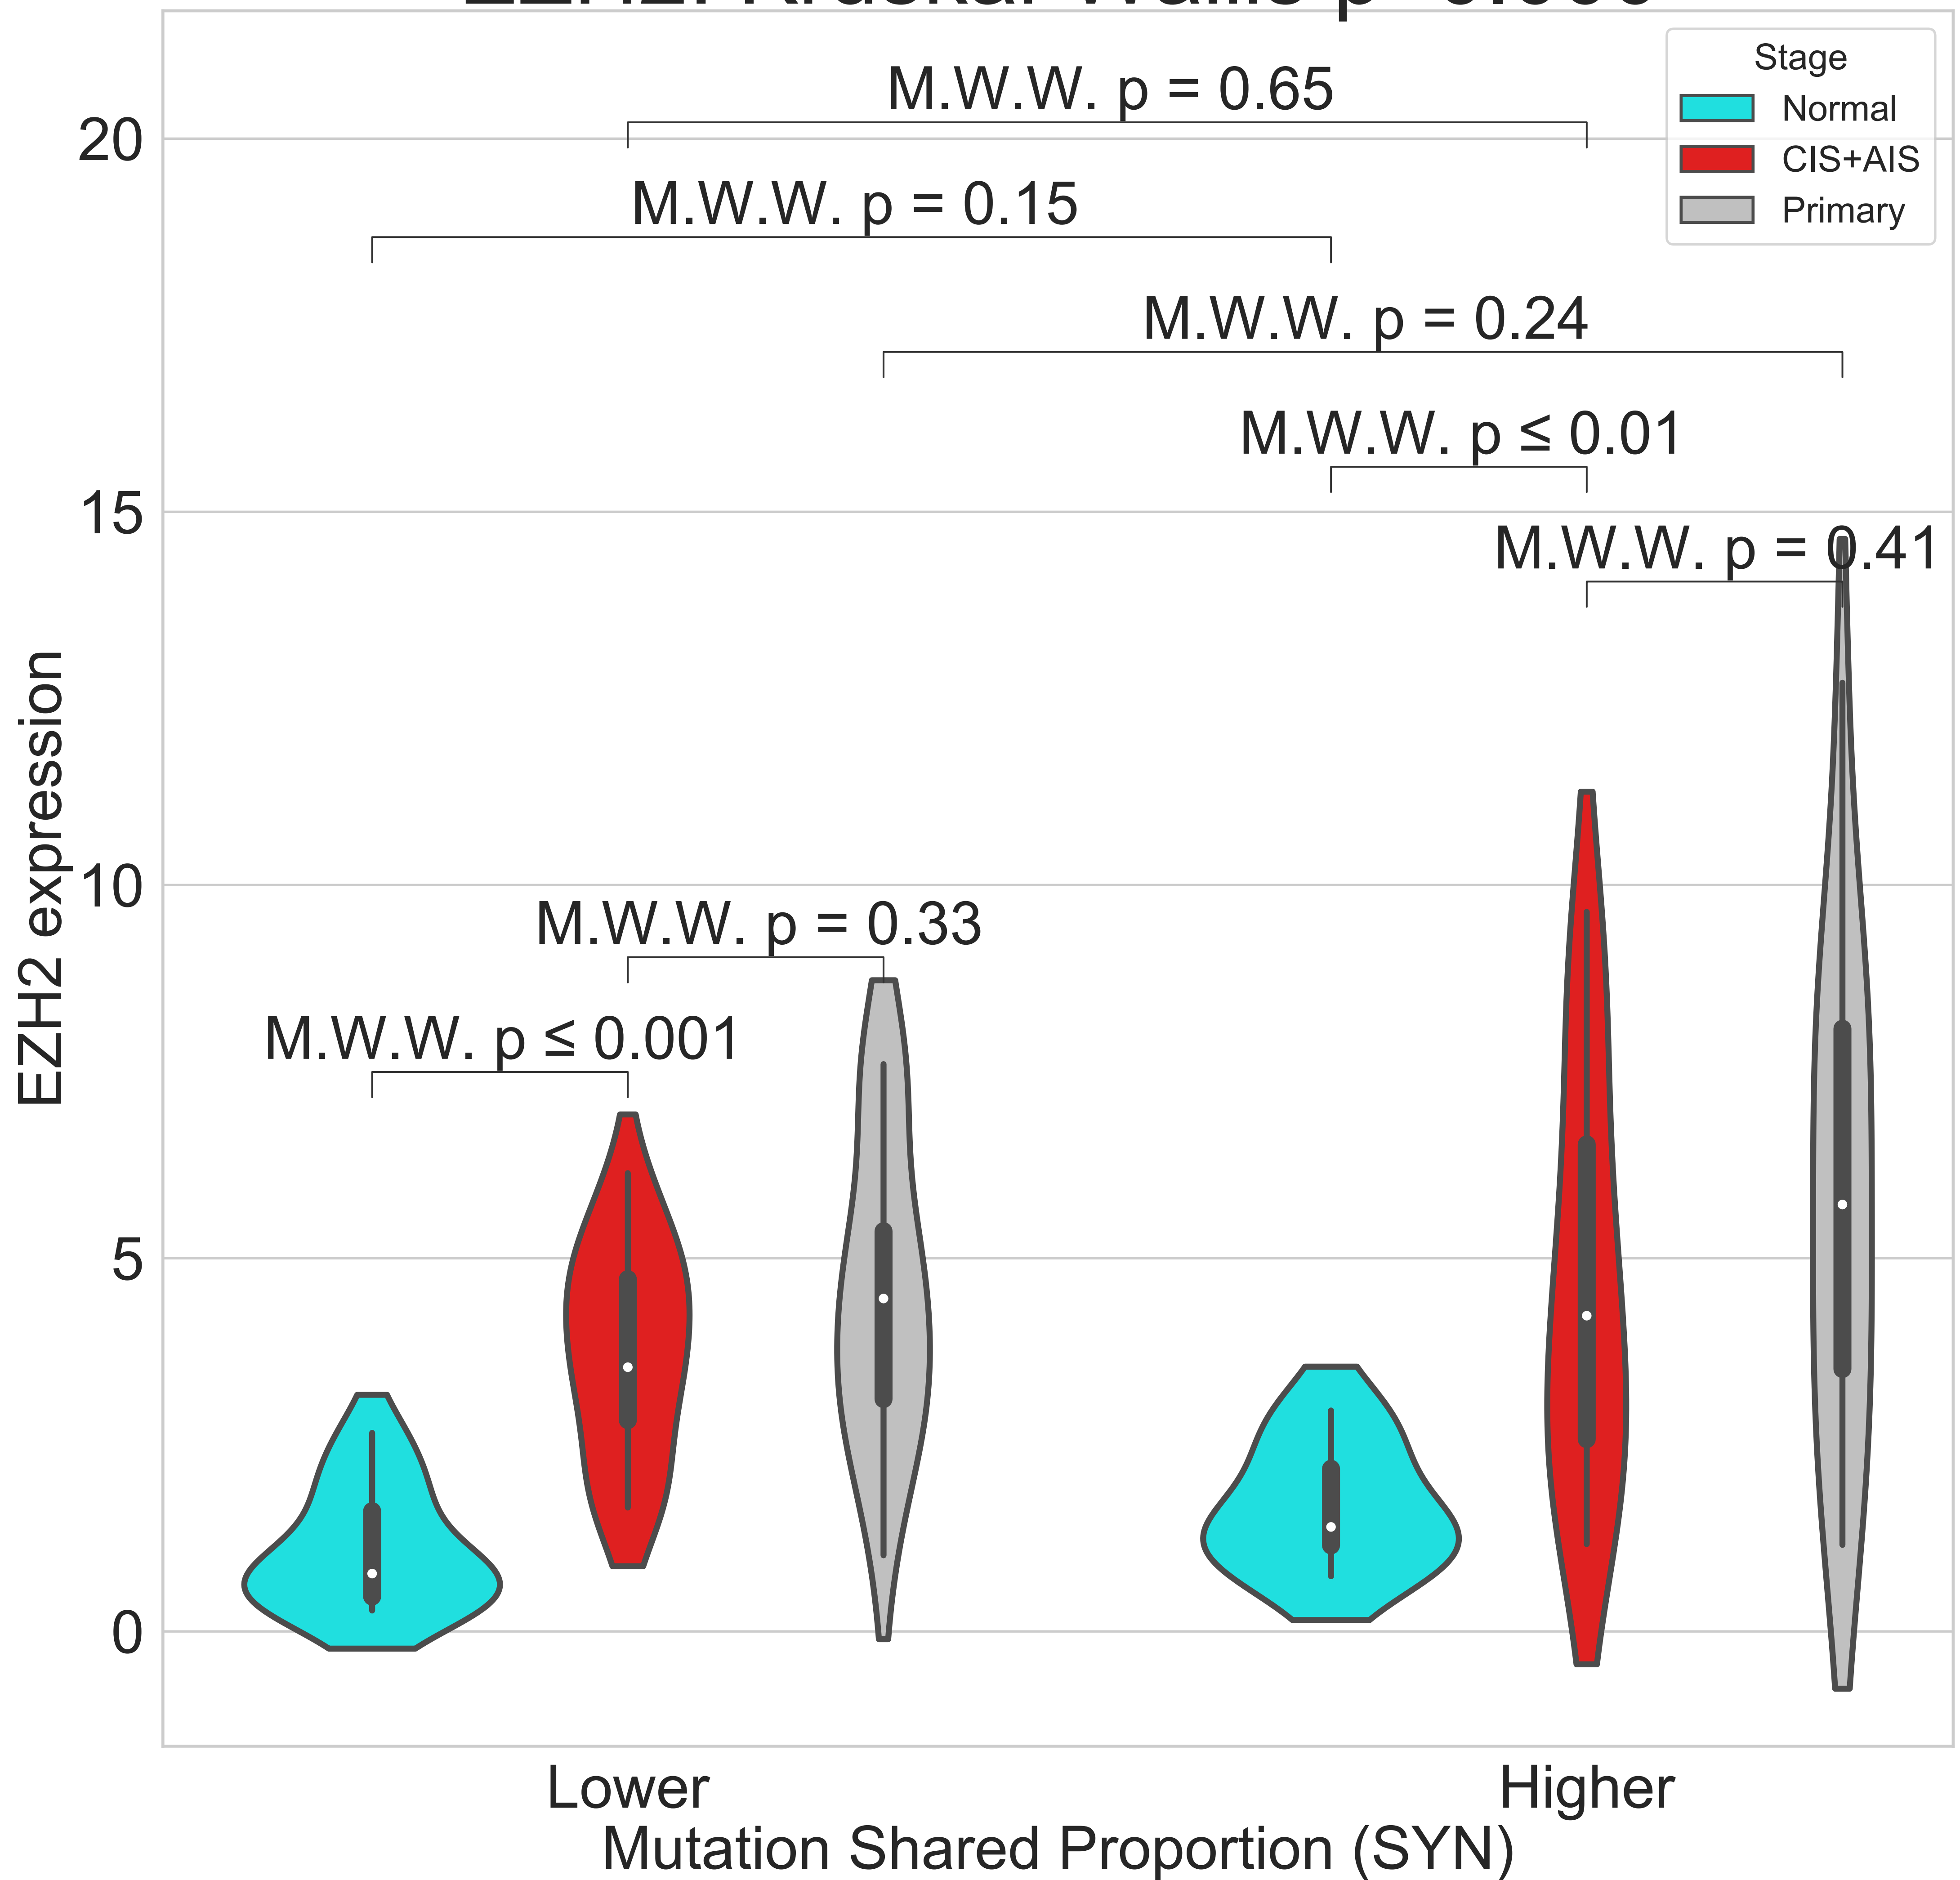 Stage
Normal
CIS+AIS
Primary
M.W.W. p = 0.65
M.W.W. p = 0.15
M.W.W. p = 0.24
M.W.W. p ≤ 0.01
M.W.W. p = 0.41
M.W.W. p = 0.33
M.W.W. p ≤ 0.001
20
15
10
5
0
EZH2 expression
Lower
Higher
Mutation Shared Proportion (SYN)